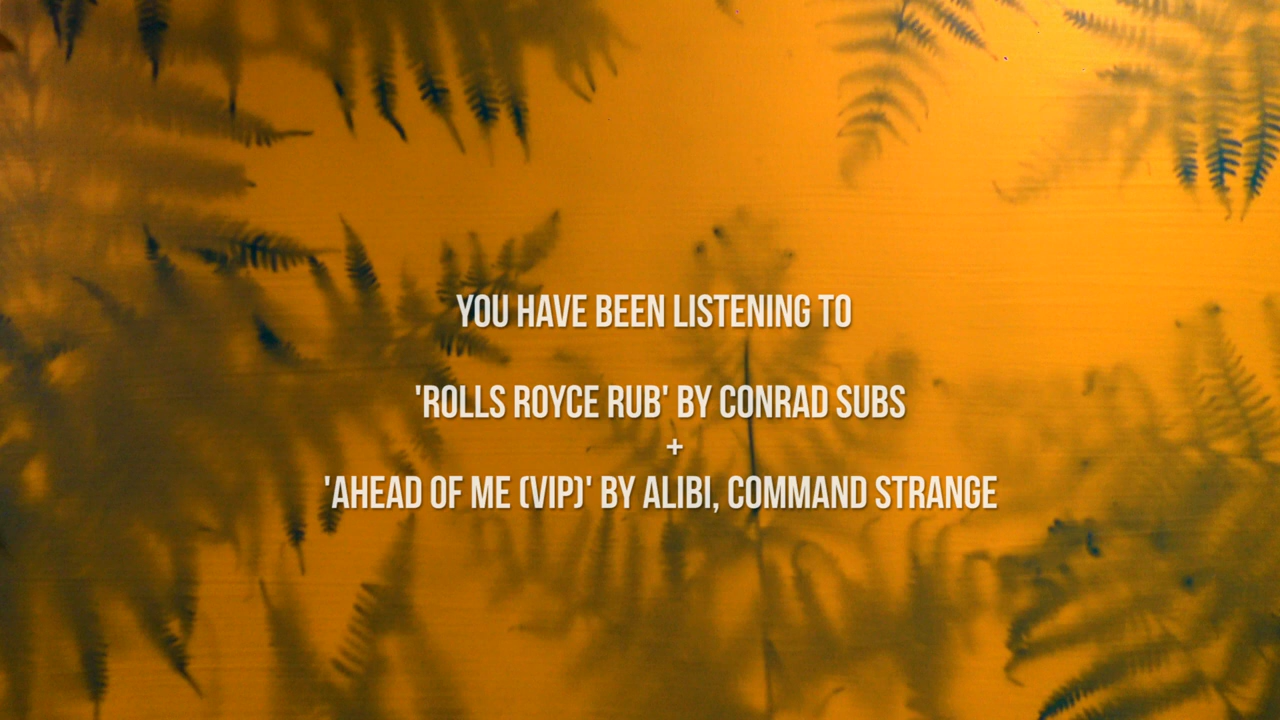 YOU HAVE BEEN LISTENING TO
'ROLLS ROYCE RUB' BY CONRAD SUBS
+
'AHEAD OF ME (VIP)' BY ALIBI, COMMAND STRANGE